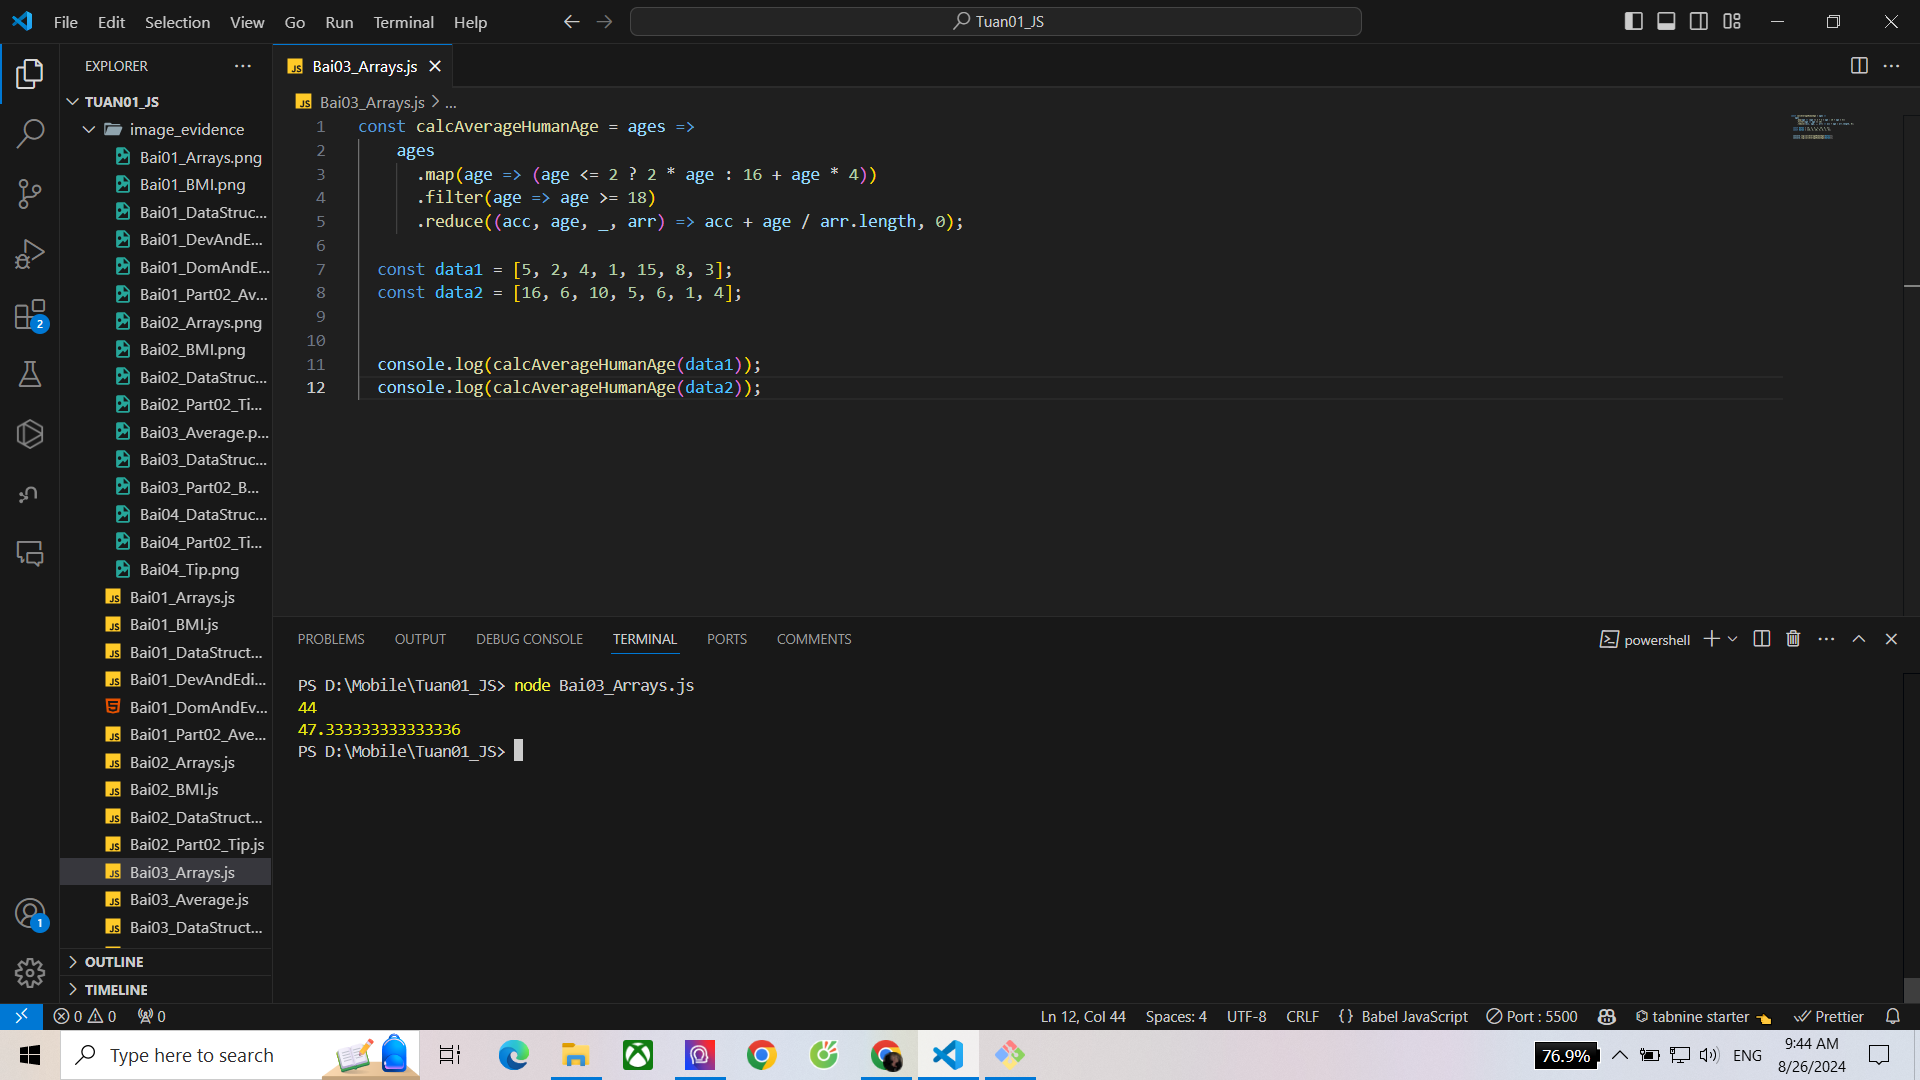 File Edit Selection View Go Run Terminal Help
Tuan01_JS
EXPLORER
TUAN01_JS
image_evidence
Bai01_Arrays.png
Bai01_BMI.png
Bai01_DataStruc...
Bai01_DevAndE...
Bai01_DomAndE...
Bai01_Part02_Av...
Bai02_Arrays.png
Bai02_BMI.png
Bai02_DataStruc...
Bai02_Part02_Ti...
Bai03_Average.p...
Bai03_DataStruc...
Bai03_Part02_B...
Bai04_DataStruc...
Bai04_Part02_Ti...
Bai04_Tip.png
Bai01_Arrays.js
Bai01_BMI.js
Bai01_DataStruct...
Bai01_DevAndEdi...
Bai01_DomAndEv...
Bai01_Part02_Ave...
Bai02_Arrays.js
Bai02_BMI.js
Bai02_DataStruct...
Bai02_Part02_Tip.js
Bai03_Arrays.js
Bai03_Average.js
Bai03_DataStruct...
OUTLINE
TIMELINE
2
1
Bai03_Arrays.js
Bai03_Arrays.js > ...
1 const calcAverageHumanAge = ages =>
2 ages
3 .map(age => (age <= 2 ? 2 * age : 16 + age * 4))
4 .filter(age => age >= 18)
5 .reduce((acc, age, _, arr) => acc + age / arr.length, 0);
6
7 const data1 = [5, 2, 4, 1, 15, 8, 3];
8 const data2 = [16, 6, 10, 5, 6, 1, 4];
9
10
11 console.log(calcAverageHumanAge(data1));
12 console.log(calcAverageHumanAge(data2));
PROBLEMS OUTPUT DEBUG CONSOLE TERMINAL PORTS COMMENTS
powershell
PS D:\Mobile\Tuan01_JS> node Bai03_Arrays.js
44
47.333333333333336
PS D:\Mobile\Tuan01_JS>
0 0 0
Ln 12, Col 44 Spaces: 4 UTF-8 CRLF {} Babel JavaScript Port : 5500 tabnine starter Prettier
Type here to search
76.9% ENG
9:44 AM
8/26/2024